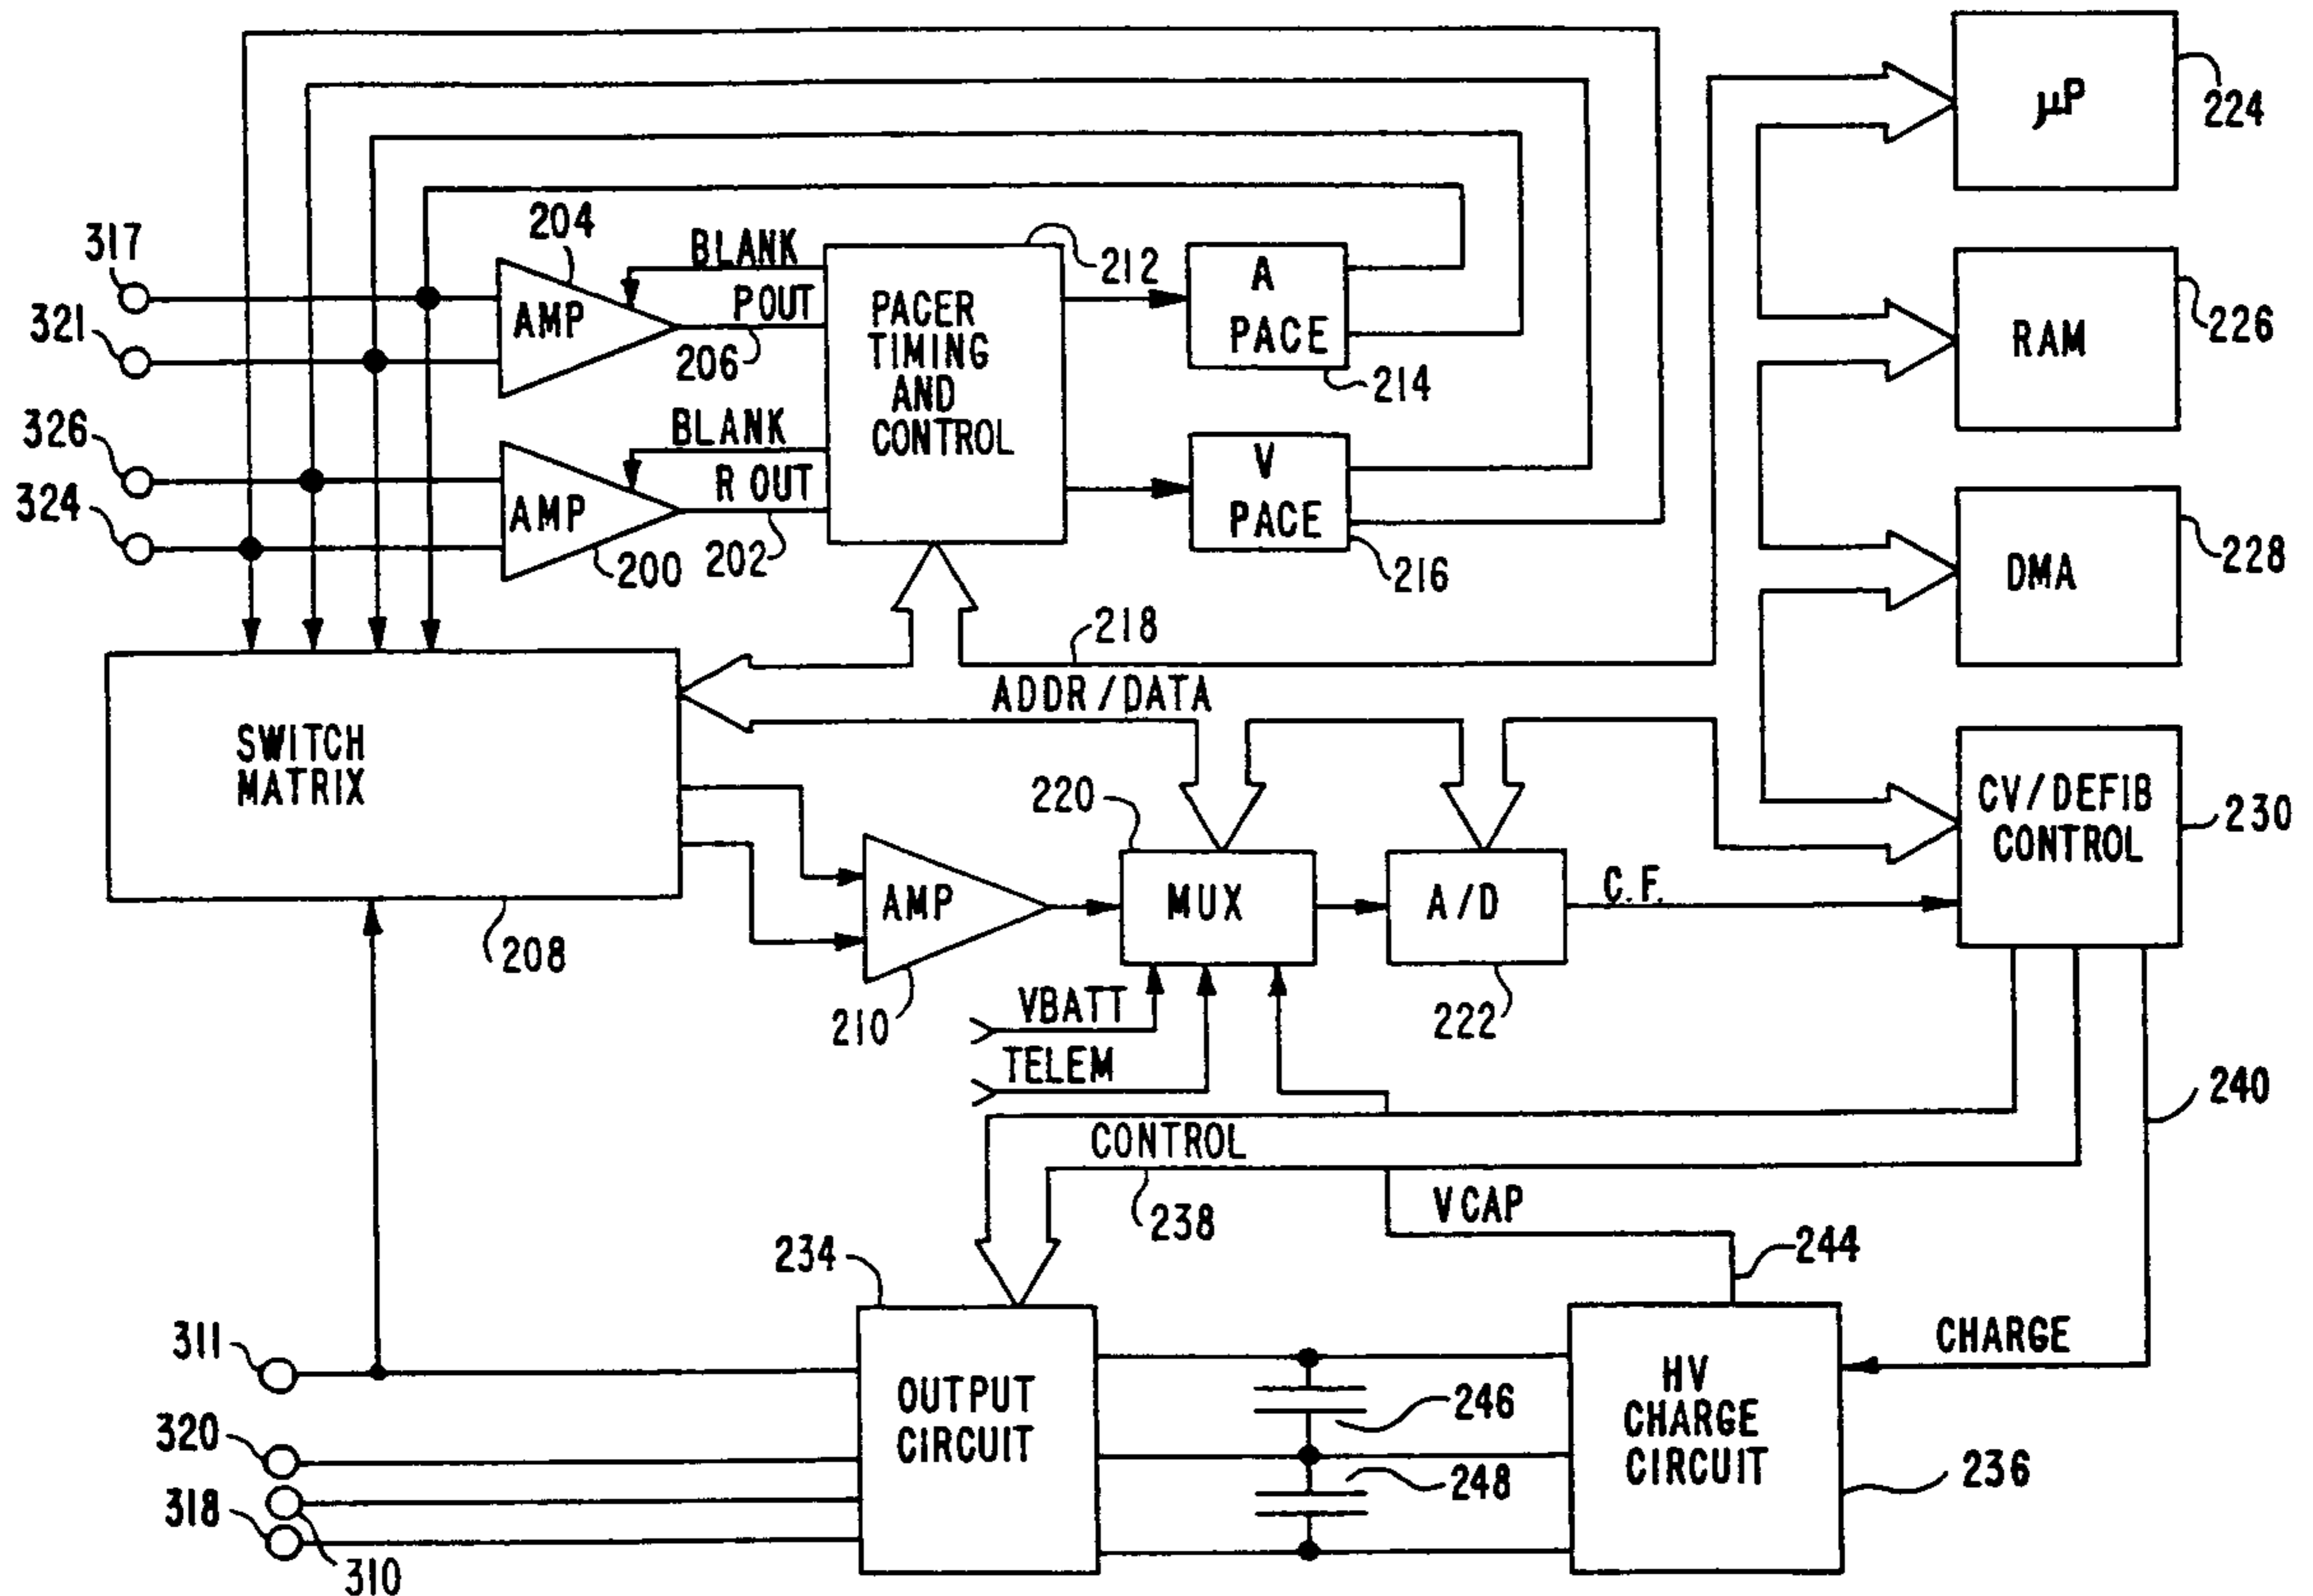 μP
224
204
317
BLANK
212
A
PACE
321
AMP
P OUT
206
PACER
TIMING
AND
CONTROL
214
RAM
226
326
BLANK
V
PACE
324
AMP
R OUT
200
202
216
DMA
228
218
ADDR/DATA
SWITCH
MATRIX
220
CV/DEFIB
CONTROL
230
AMP
MUX
A/D
C.F.
208
210
VBATT
222
TELEM
240
CONTROL
238
VCAP
234
244
311
CHARGE
OUTPUT
CIRCUIT
246
HV
CHARGE
CIRCUIT
320
248
236
318
310